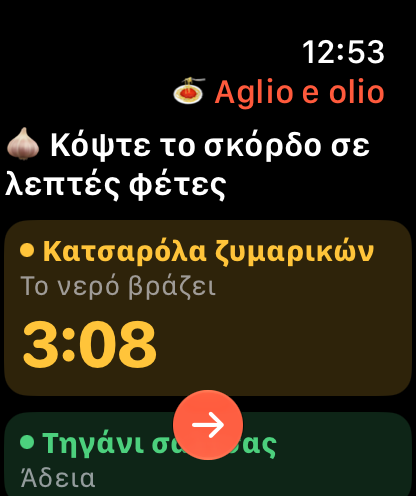 12:53
Aglio e olio
Κόψτε το σκόρδο σε
λεπτές φέτες
Κατσαρόλα ζυμαρικών
Το νερό βράζει
3:08
Τηγάνι
Άδεια